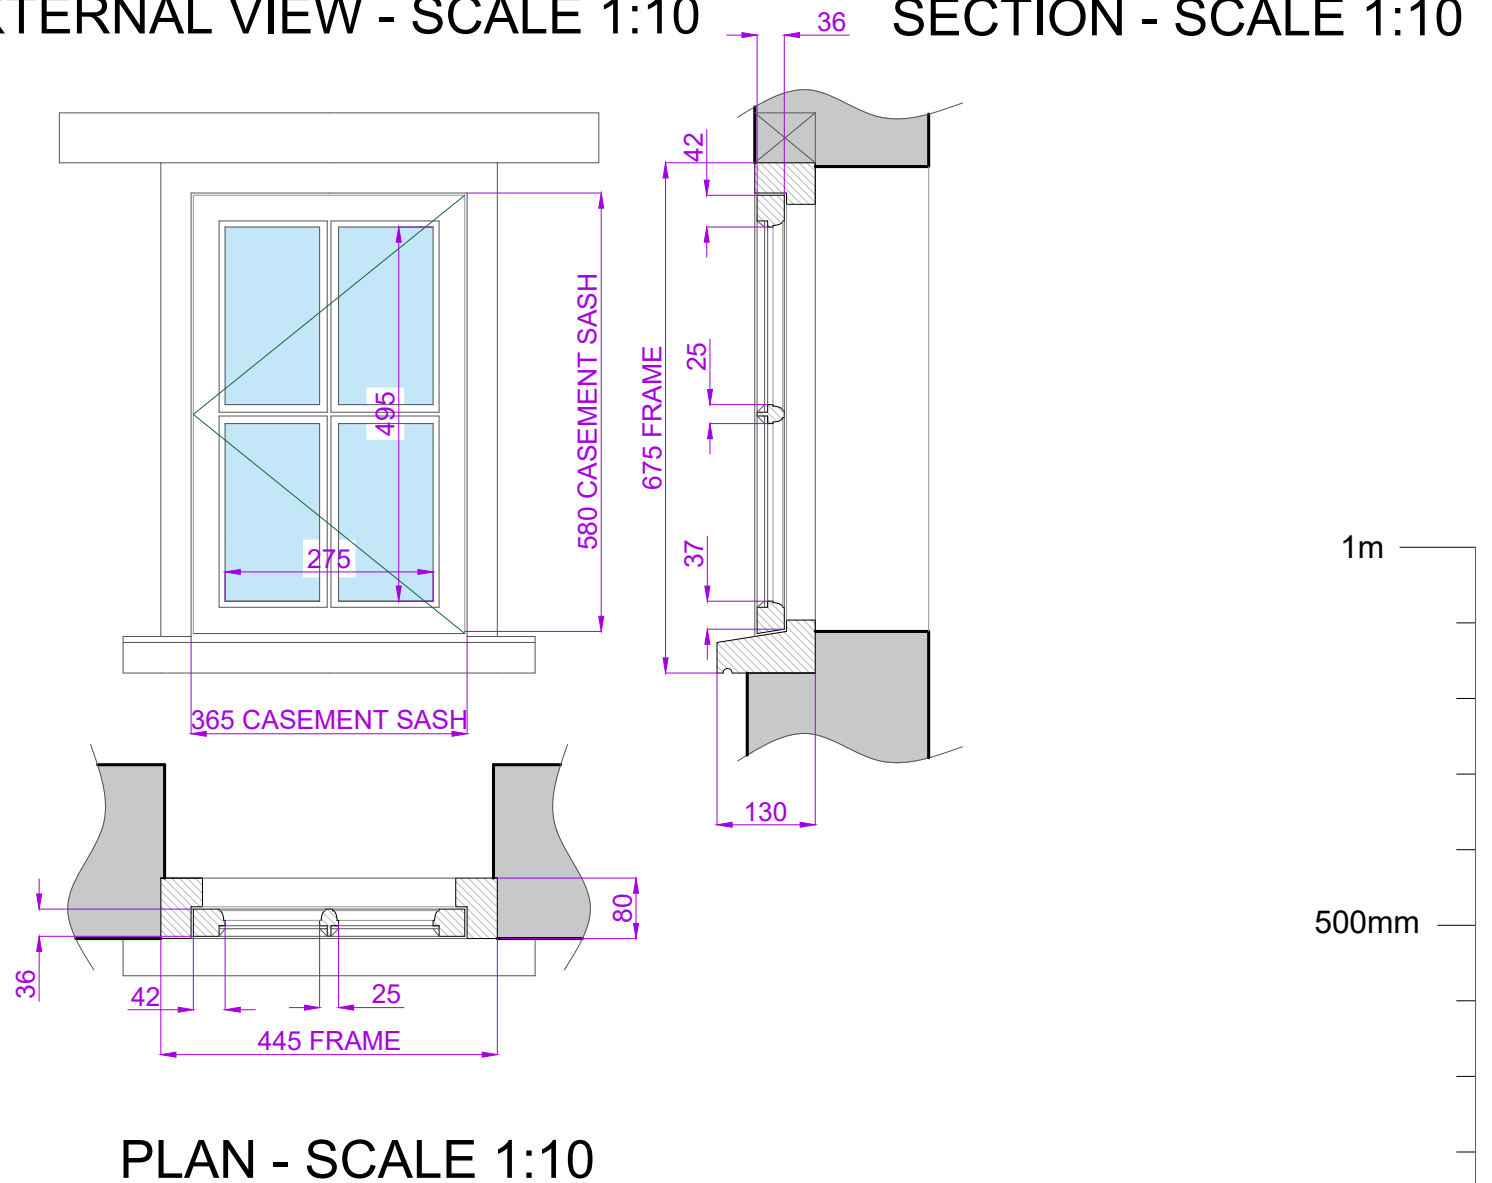 XTERNAL VIEW - SCALE 1:10
SECTION - SCALE 1:10
36
42
495
275
580 CASEMENT SASH
675 FRAME
25
37
365 CASEMENT SASH
130
1m
500mm
80
36
42
25
445 FRAME
PLAN - SCALE 1:10